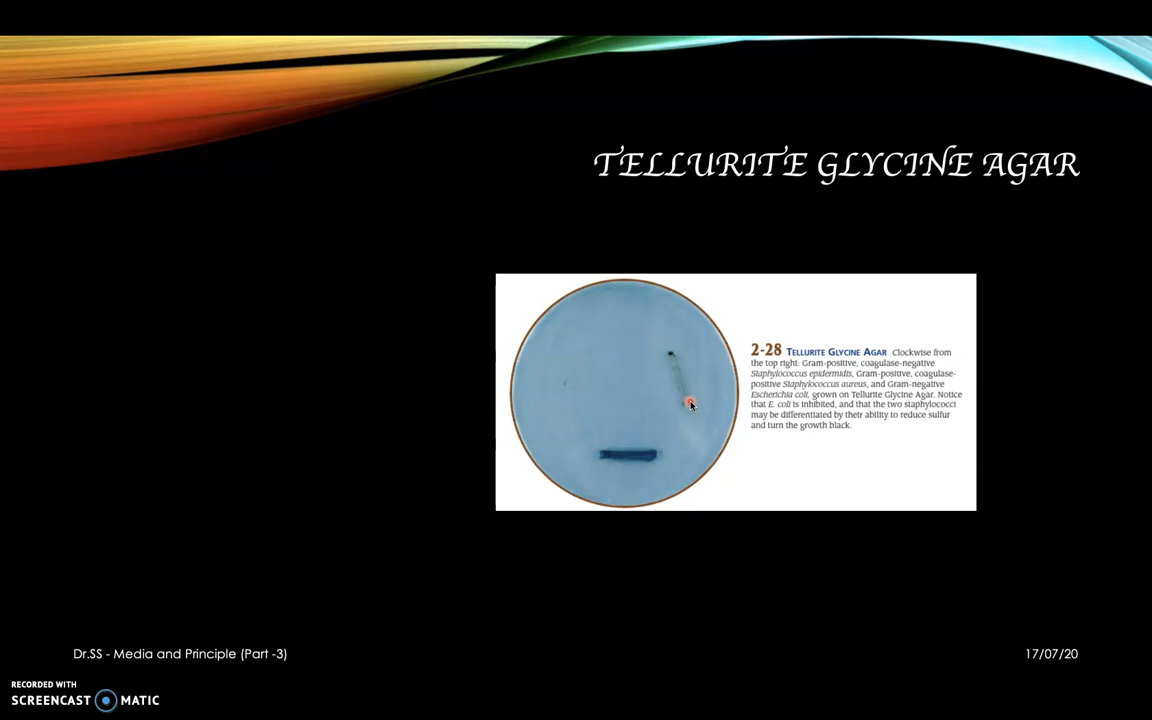 TELLURITE GLYCINE AGAR
2-28 TELLURITE GLYCINE AGAR Clockwise from
the top right: Gram-positive, coagulase-negative
Staphylococcus epidermidis, Gram-positive, coagulase-
positive Staphylococcus aureus, and Gram-negative
Escherichia coli, grown on Tellurite Glycine Agar. Notice
that E. coli is inhibited, and that the two staphylococci
may be differentiated by their ability to reduce sulfur
and turn the growth black.
Dr.SS - Media and Principle (Part -3)
17/07/20
RECORDED WITH
SCREENCAST MATIC